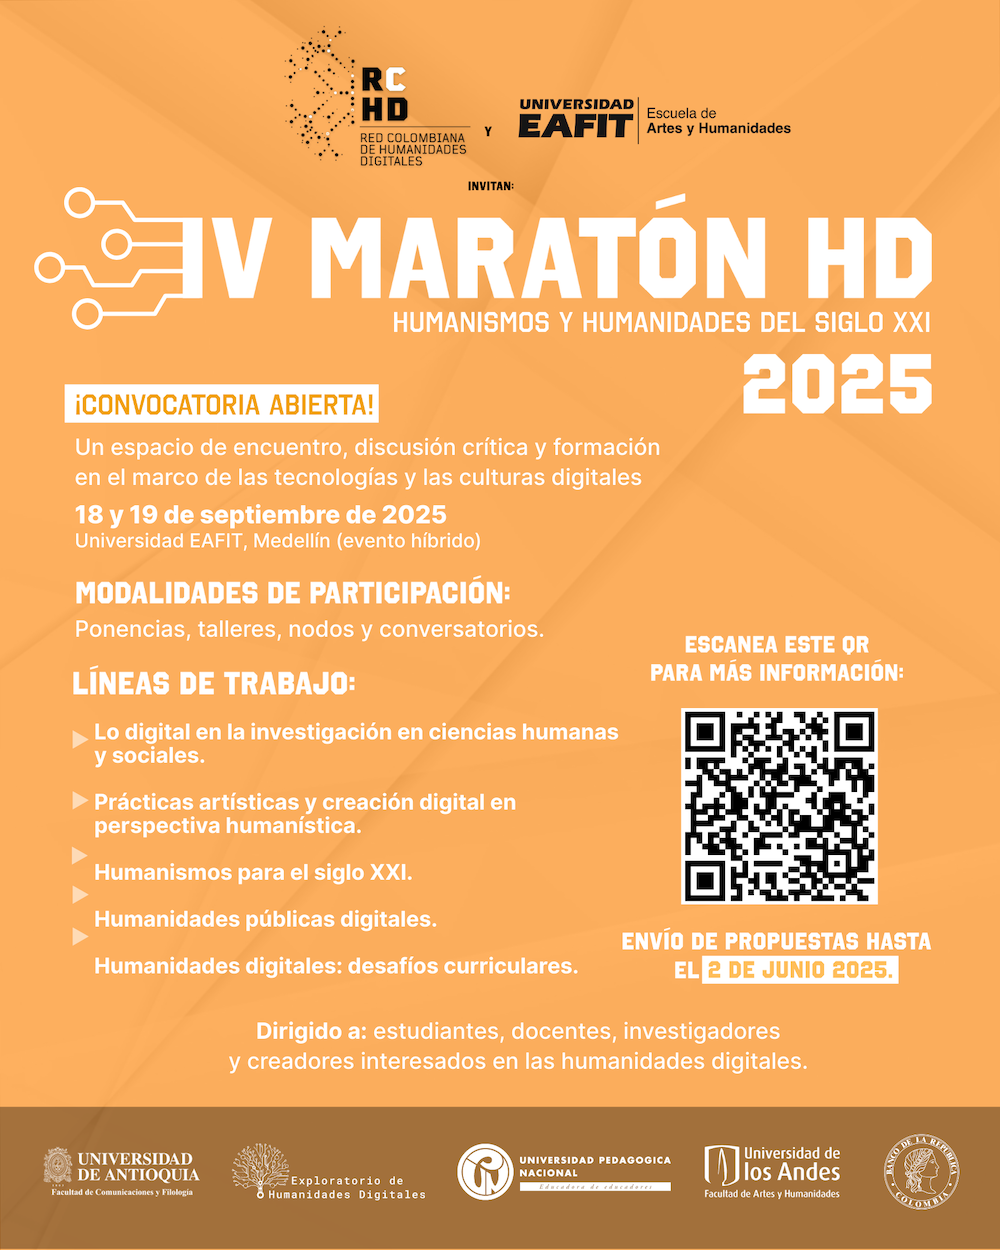 RC
HD
RED COLOMBIANA
DE HUMANIDADES
DIGITALES
Y
UNIVERSIDAD
EAFIT
Escuela de
Artes y Humanidades
INVITAN:
IV MARATÓN HD
HUMANISMOS Y HUMANIDADES DEL SIGLO XXI
2025
¡CONVOCATORIA ABIERTA!
Un espacio de encuentro, discusión crítica y formación
en el marco de las tecnologías y las culturas digitales
18 y 19 de septiembre de 2025
Universidad EAFIT, Medellín (evento híbrido)
MODALIDADES DE PARTICIPACIÓN:
Ponencias, talleres, nodos y conversatorios.
LÍNEAS DE TRABAJO:
Lo digital en la investigación en ciencias humanas
y sociales.
Prácticas artísticas y creación digital en
perspectiva humanística.
Humanismos para el siglo XXI.
Humanidades públicas digitales.
Humanidades digitales: desafíos curriculares.
ESCANEA ESTE QR
PARA MÁS INFORMACIÓN:
ENVÍO DE PROPUESTAS HASTA
EL 2 DE JUNIO 2025.
Dirigido a: estudiantes, docentes, investigadores
y creadores interesados en las humanidades digitales.
UNIVERSIDAD
DE ANTIOQUIA
Facultad de Comunicaciones y Filología
Exploratorio de
Humanidades Digitales
UNIVERSIDAD PEDAGOGICA
NACIONAL
Educadora de educadores
Universidad de
los Andes
Facultad de Artes y Humanidades
BANCO DE LA REPÚBLICA
COLOMBIA